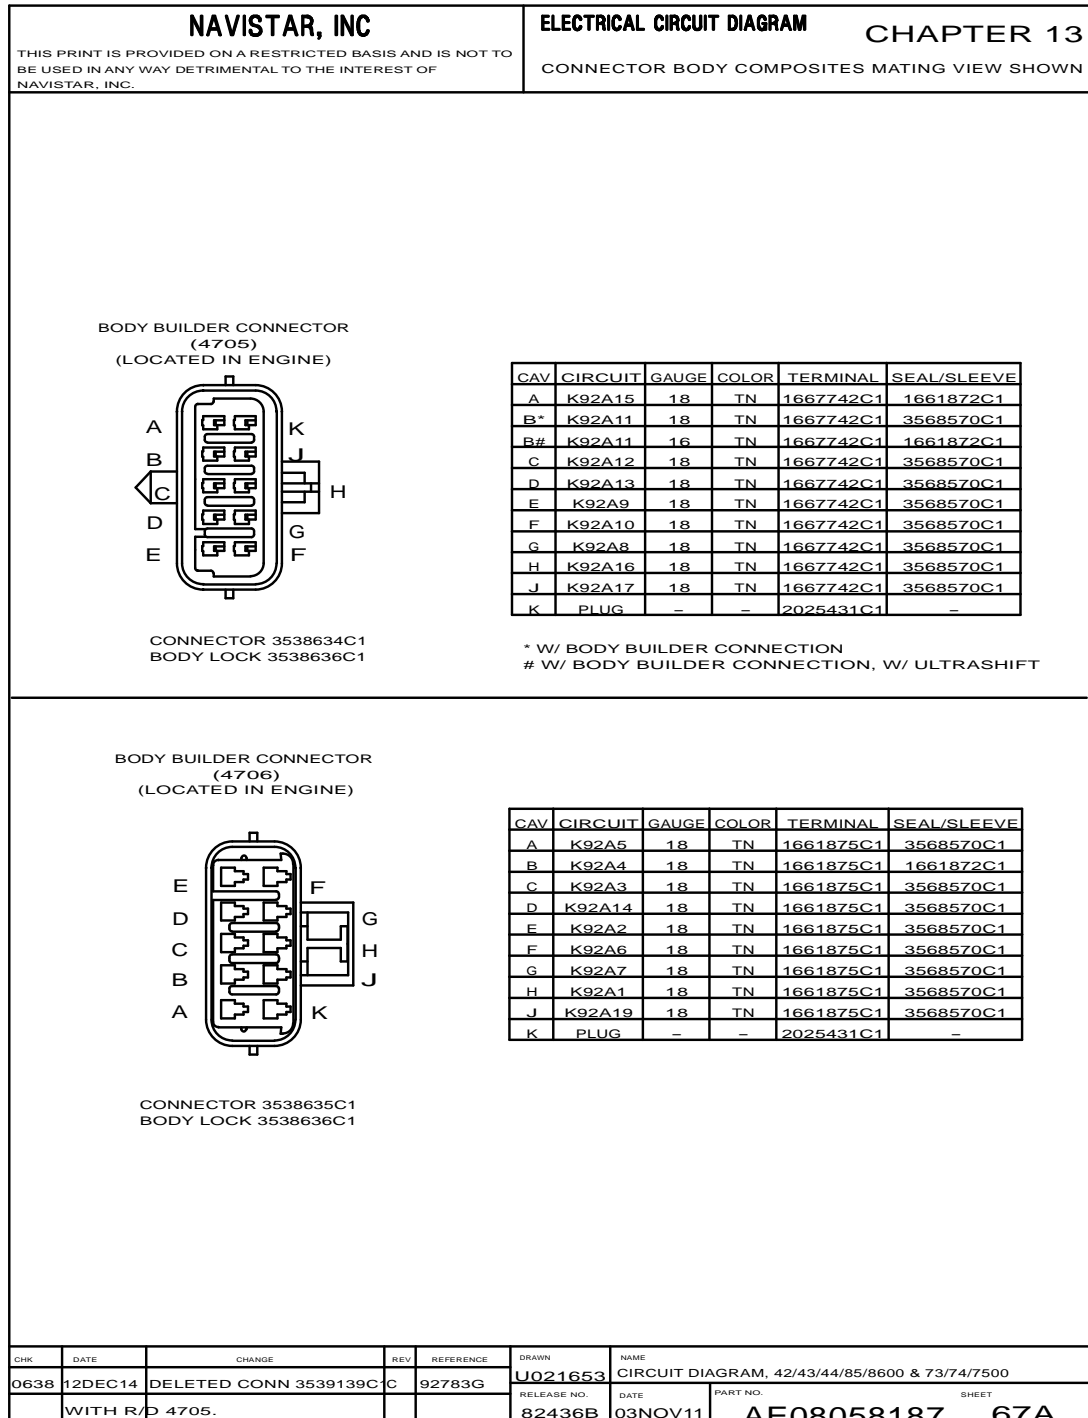 NAVISTAR, INC
THIS PRINT IS PROVIDED ON A RESTRICTED BASIS AND IS NOT TO
BE USED IN ANY WAY DETRIMENTAL TO THE INTEREST OF
NAVISTAR, INC.
ELECTRICAL CIRCUIT DIAGRAM
CHAPTER 13
CONNECTOR BODY COMPOSITES MATING VIEW SHOWN
BODY BUILDER CONNECTOR
(4705)
(LOCATED IN ENGINE)
A K
B J
C H
D G
E F
CONNECTOR 3538634C1
BODY LOCK 3538636C1
CAV CIRCUIT GAUGE COLOR TERMINAL SEAL/SLEEVE
A K92A15 18 TN 1667742C1 1661872C1
B* K92A11 18 TN 1667742C1 3568570C1
B# K92A11 16 TN 1667742C1 1661872C1
C K92A12 18 TN 1667742C1 3568570C1
D K92A13 18 TN 1667742C1 3568570C1
E K92A9 18 TN 1667742C1 3568570C1
F K92A10 18 TN 1667742C1 3568570C1
G K92A8 18 TN 1667742C1 3568570C1
H K92A16 18 TN 1667742C1 3568570C1
J K92A17 18 TN 1667742C1 3568570C1
K PLUG – – 2025431C1 –
* W/ BODY BUILDER CONNECTION
# W/ BODY BUILDER CONNECTION, W/ ULTRASHIFT
BODY BUILDER CONNECTOR
(4706)
(LOCATED IN ENGINE)
E F
D G
C H
B J
A K
CONNECTOR 3538635C1
BODY LOCK 3538636C1
CAV CIRCUIT GAUGE COLOR TERMINAL SEAL/SLEEVE
A K92A5 18 TN 1661875C1 3568570C1
B K92A4 18 TN 1661875C1 1661872C1
C K92A3 18 TN 1661875C1 3568570C1
D K92A14 18 TN 1661875C1 3568570C1
E K92A2 18 TN 1661875C1 3568570C1
F K92A6 18 TN 1661875C1 3568570C1
G K92A7 18 TN 1661875C1 3568570C1
H K92A1 18 TN 1661875C1 3568570C1
J K92A19 18 TN 1661875C1 3568570C1
K PLUG – – 2025431C1 –
CHK DATE CHANGE REV REFERENCE
0638 12DEC14 DELETED CONN 3539139C1 C 92783G
WITH R/D 4705.
DRAWN
U021653
NAME
CIRCUIT DIAGRAM, 42/43/44/85/8600 & 73/74/7500
RELEASE NO.
82436B
DATE
03NOV11
PART NO.
AE08058187
SHEET
67A